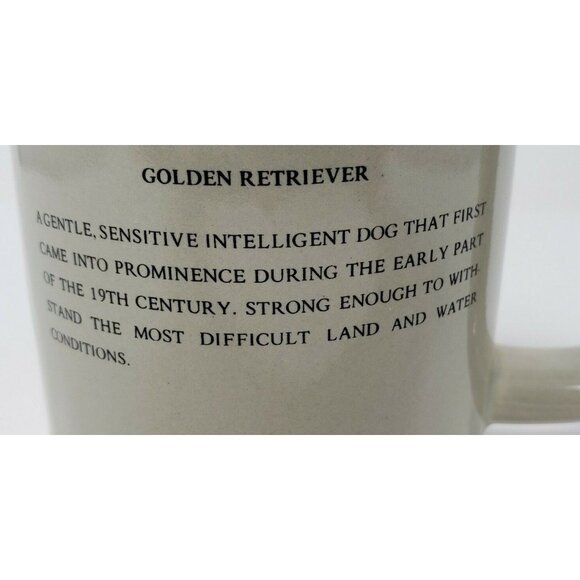 GOLDEN RETRIEVER
A GENTLE, SENSITIVE INTELLIGENT DOG THAT FIRST
CAME INTO PROMINENCE DURING THE EARLY PART
OF THE 19TH CENTURY. STRONG ENOUGH TO WITH-
STAND THE MOST DIFFICULT LAND AND WATER
CONDITIONS.